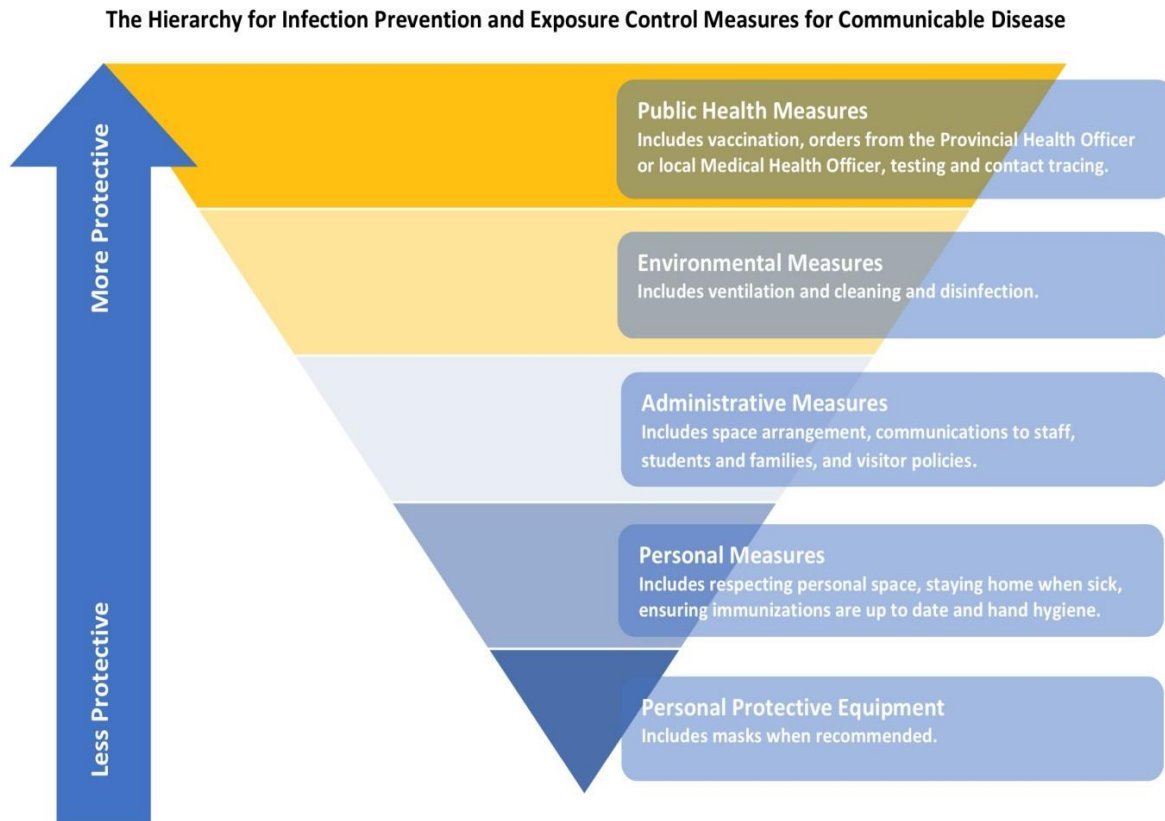 The Hierarchy for Infection Prevention and Exposure Control Measures for Communicable Disease
More Protective
Less Protective
Public Health Measures
Includes vaccination, orders from the Provincial Health Officer
or local Medical Health Officer, testing and contact tracing.
Environmental Measures
Includes ventilation and cleaning and disinfection.
Administrative Measures
Includes space arrangement, communications to staff,
students and families, and visitor policies.
Personal Measures
Includes respecting personal space, staying home when sick,
ensuring immunizations are up to date and hand hygiene.
Personal Protective Equipment
Includes masks when recommended.